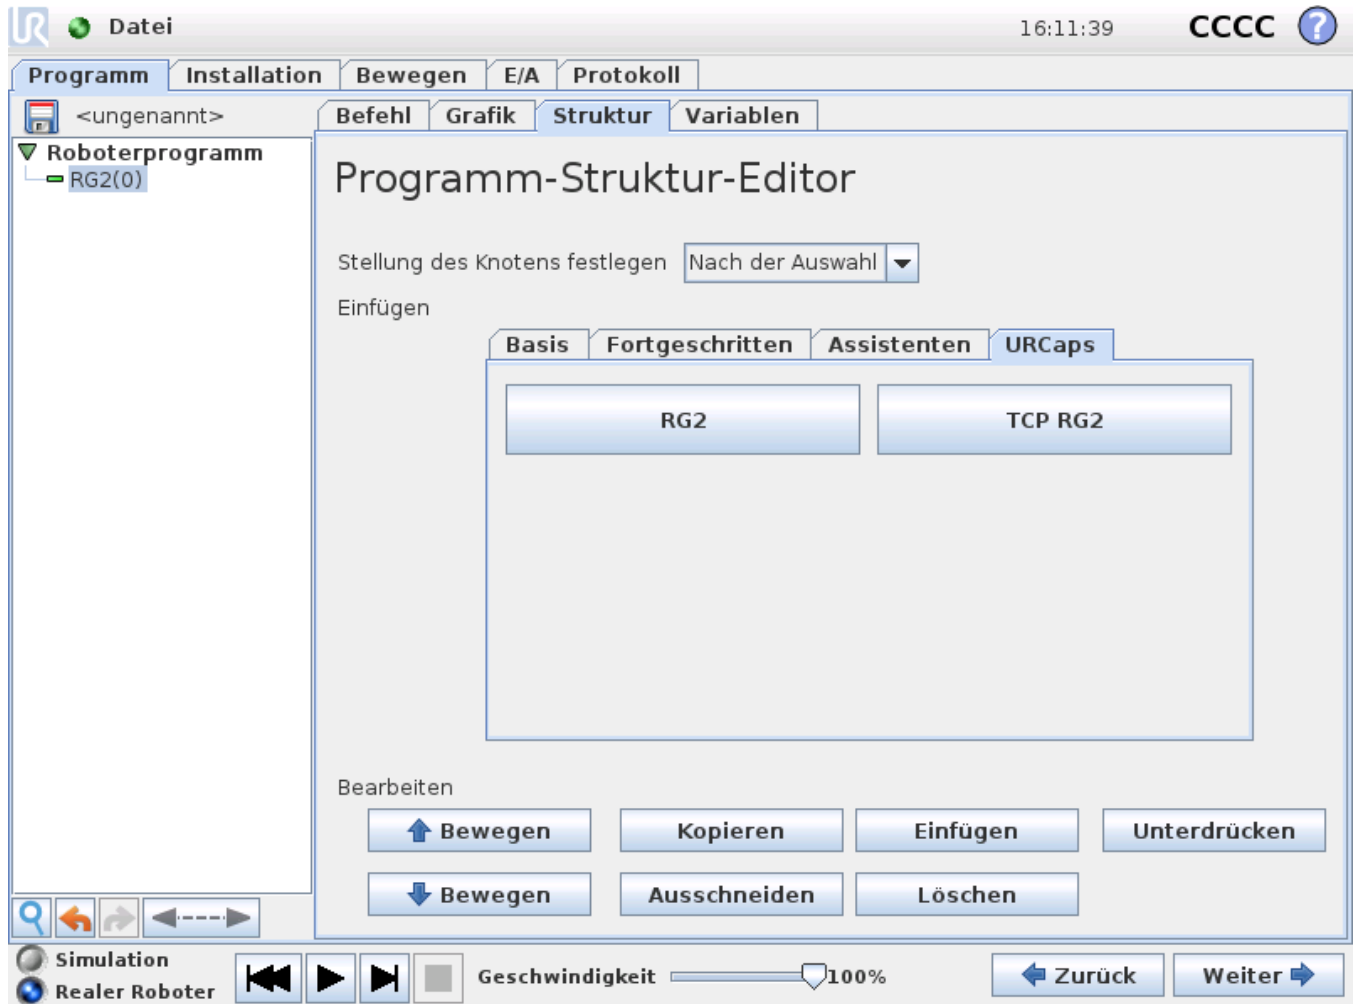 UR Datei 16:11:39 CCCC ?
Programm Installation Bewegen E/A Protokoll
<ungenannt> Befehl Grafik Struktur Variablen
Roboterprogramm
RG2(0)
Programm-Struktur-Editor
Stellung des Knotens festlegen Nach der Auswahl
Einfügen
Basis Fortgeschritten Assistenten URCaps
RG2 TCP RG2
Bearbeiten
Bewegen Kopieren Einfügen Unterdrücken
Bewegen Ausschneiden Löschen
Simulation
Realer Roboter
Geschwindigkeit 100% Zurück Weiter